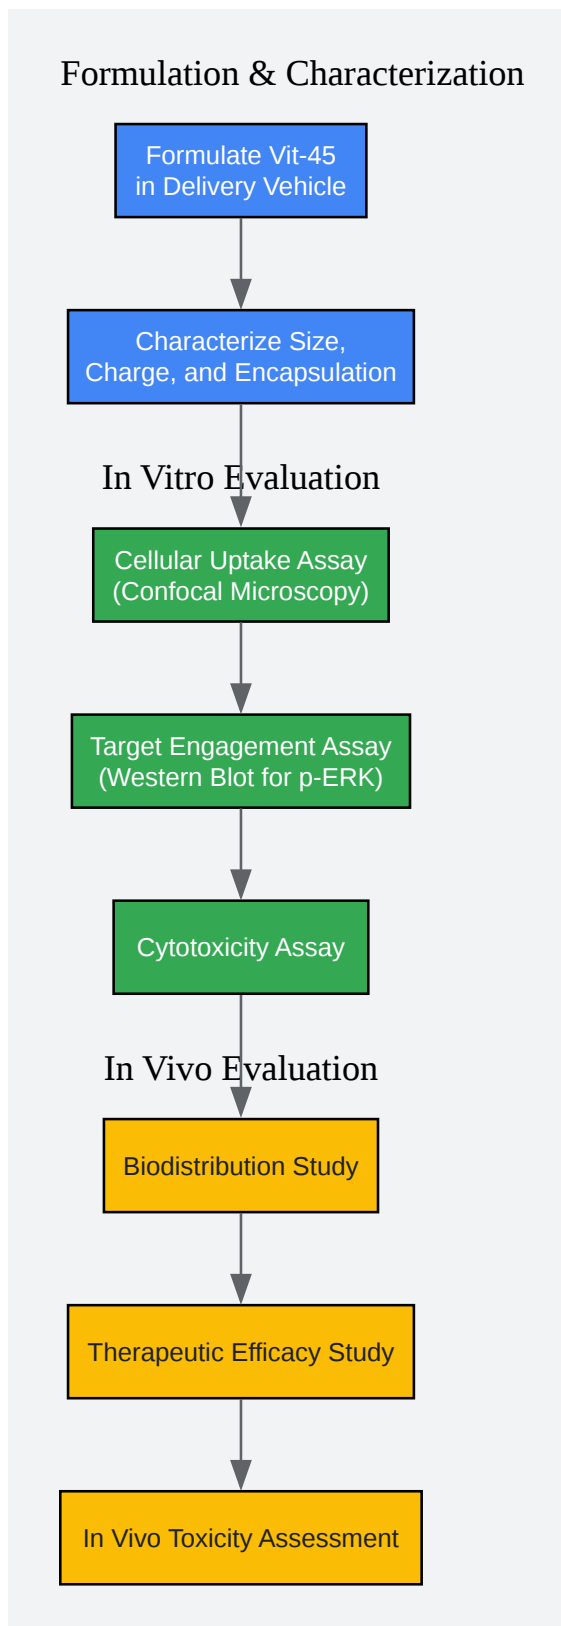 Formulation & Characterization
Formulate Vit-45
in Delivery Vehicle
Characterize Size,
Charge, and Encapsulation
In Vitro Evaluation
Cellular Uptake Assay
(Confocal Microscopy)
Target Engagement Assay
(Western Blot for p-ERK)
Cytotoxicity Assay
In Vivo Evaluation
Biodistribution Study
Therapeutic Efficacy Study
In Vivo Toxicity Assessment